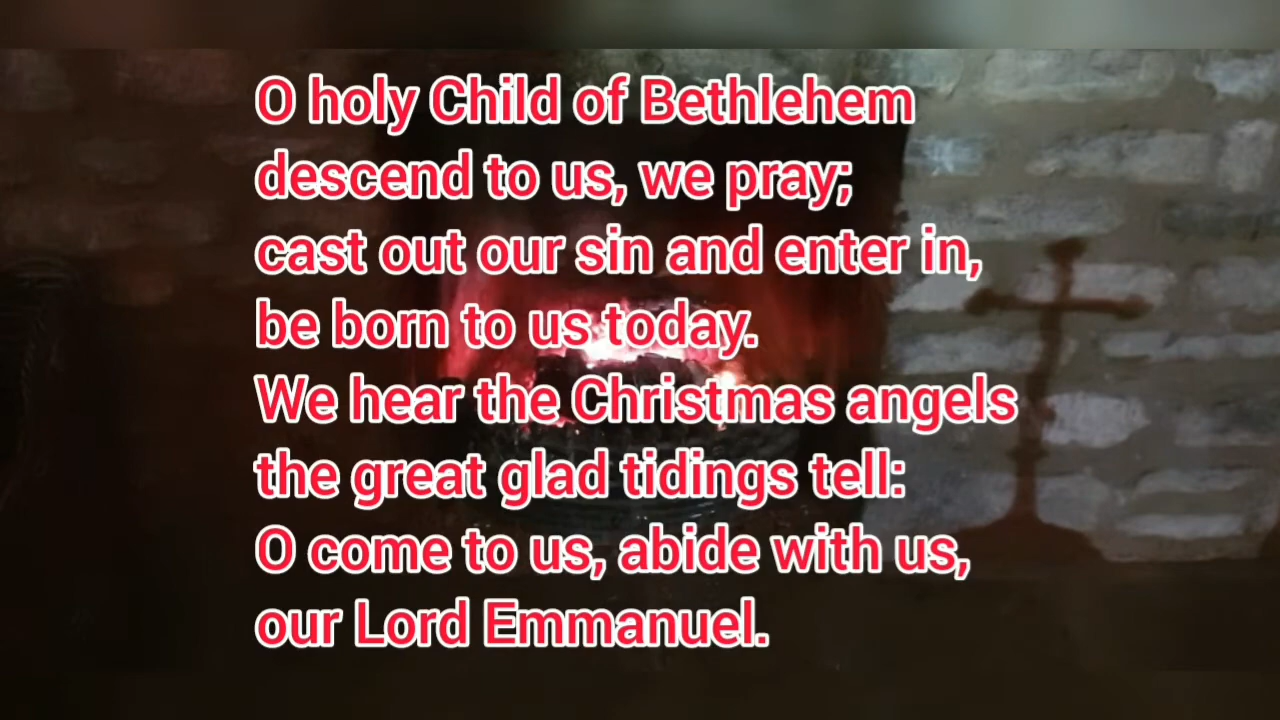 O holy Child of Bethlehem
descend to us, we pray;
cast out our sin and enter in,
be born to us today.
We hear the Christmas angels
the great glad tidings tell:
O come to us, abide with us,
our Lord Emmanuel.